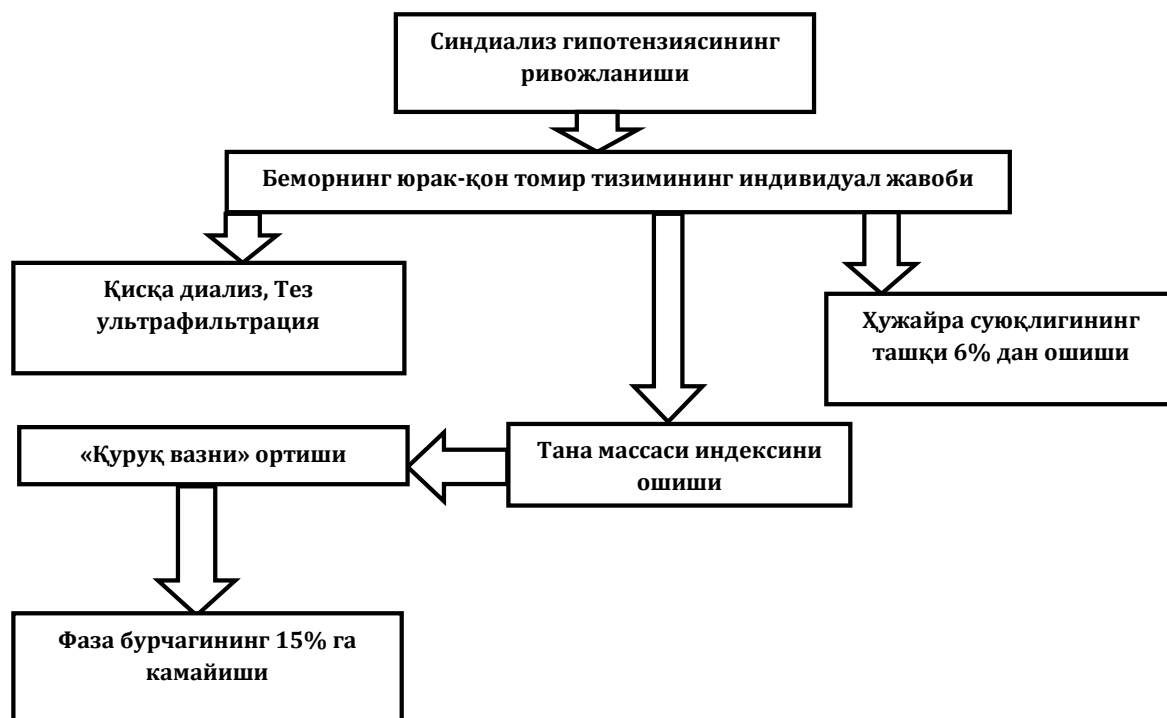 Синдиализ гипотензиясининг
ривожланиши
Беморнинг юрак-қон томир тизимининг индивидуал жавоби
Қисқа диализ, Тез
ультрафильтрация
Ҳужайра суюқлигининг
ташқи 6% дан ошиши
«Қуруқ вазни» ортиши
Тана массаси индексини
ошиши
Фаза бурчагининг 15% га
камайиши